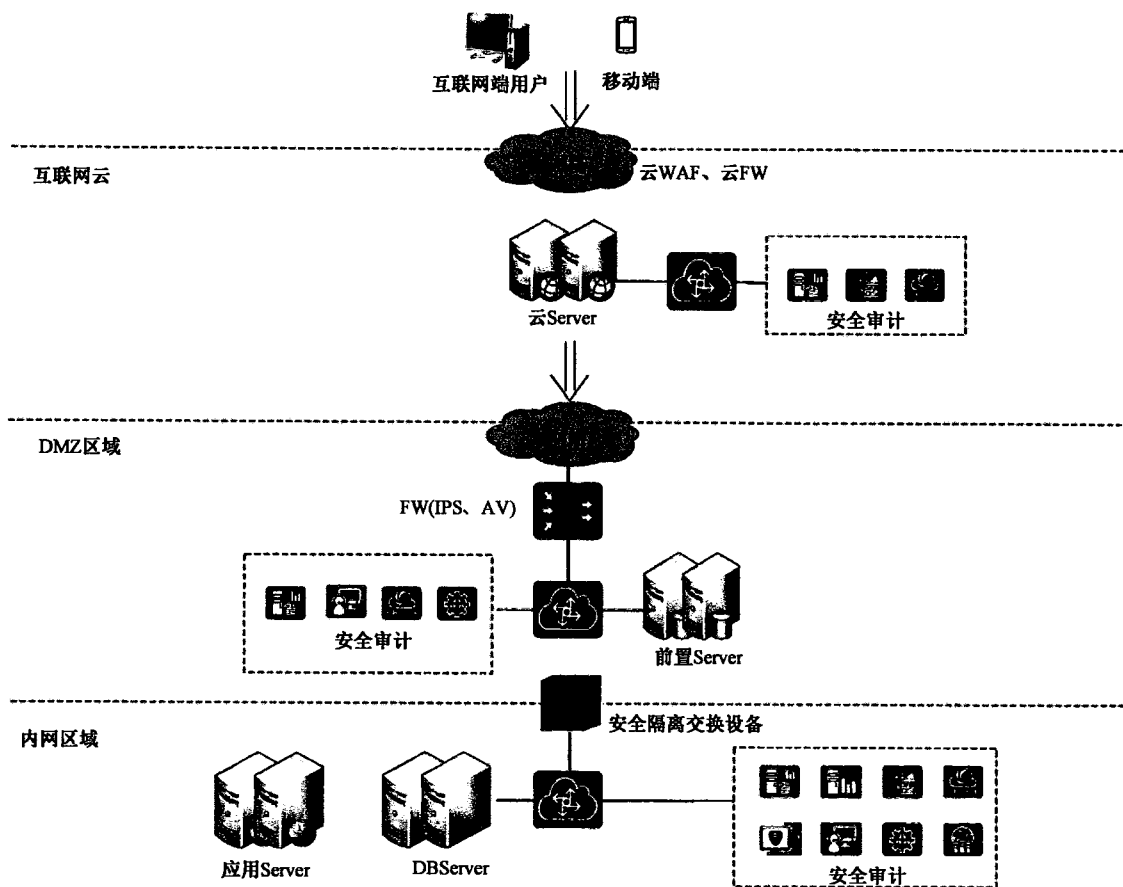 互联网端用户
移动端
互联网云
云WAF、云FW
云Server
安全审计
DMZ区域
FW(IPS、AV)
安全审计
前置Server
安全隔离交换设备
内网区域
应用Server
DBServer
安全审计